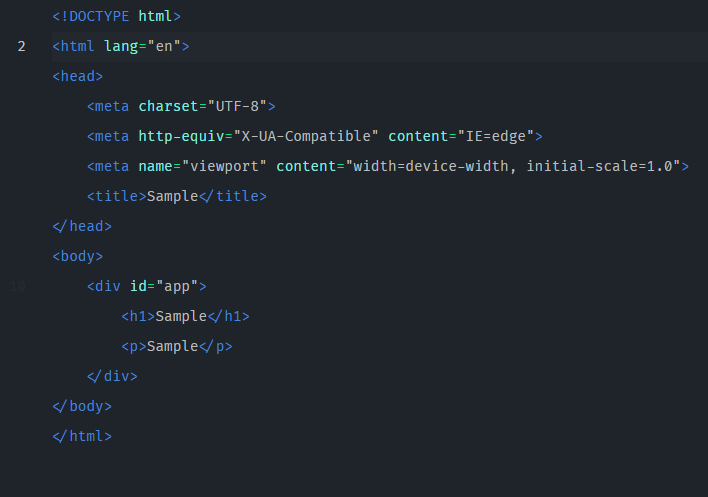 <!DOCTYPE html>
2 <html lang="en">
<head>
    <meta charset="UTF-8">
    <meta http-equiv="X-UA-Compatible" content="IE=edge">
    <meta name="viewport" content="width=device-width, initial-scale=1.0">
    <title>Sample</title>
</head>
<body>
10     <div id="app">
        <h1>Sample</h1>
        <p>Sample</p>
    </div>
</body>
</html>